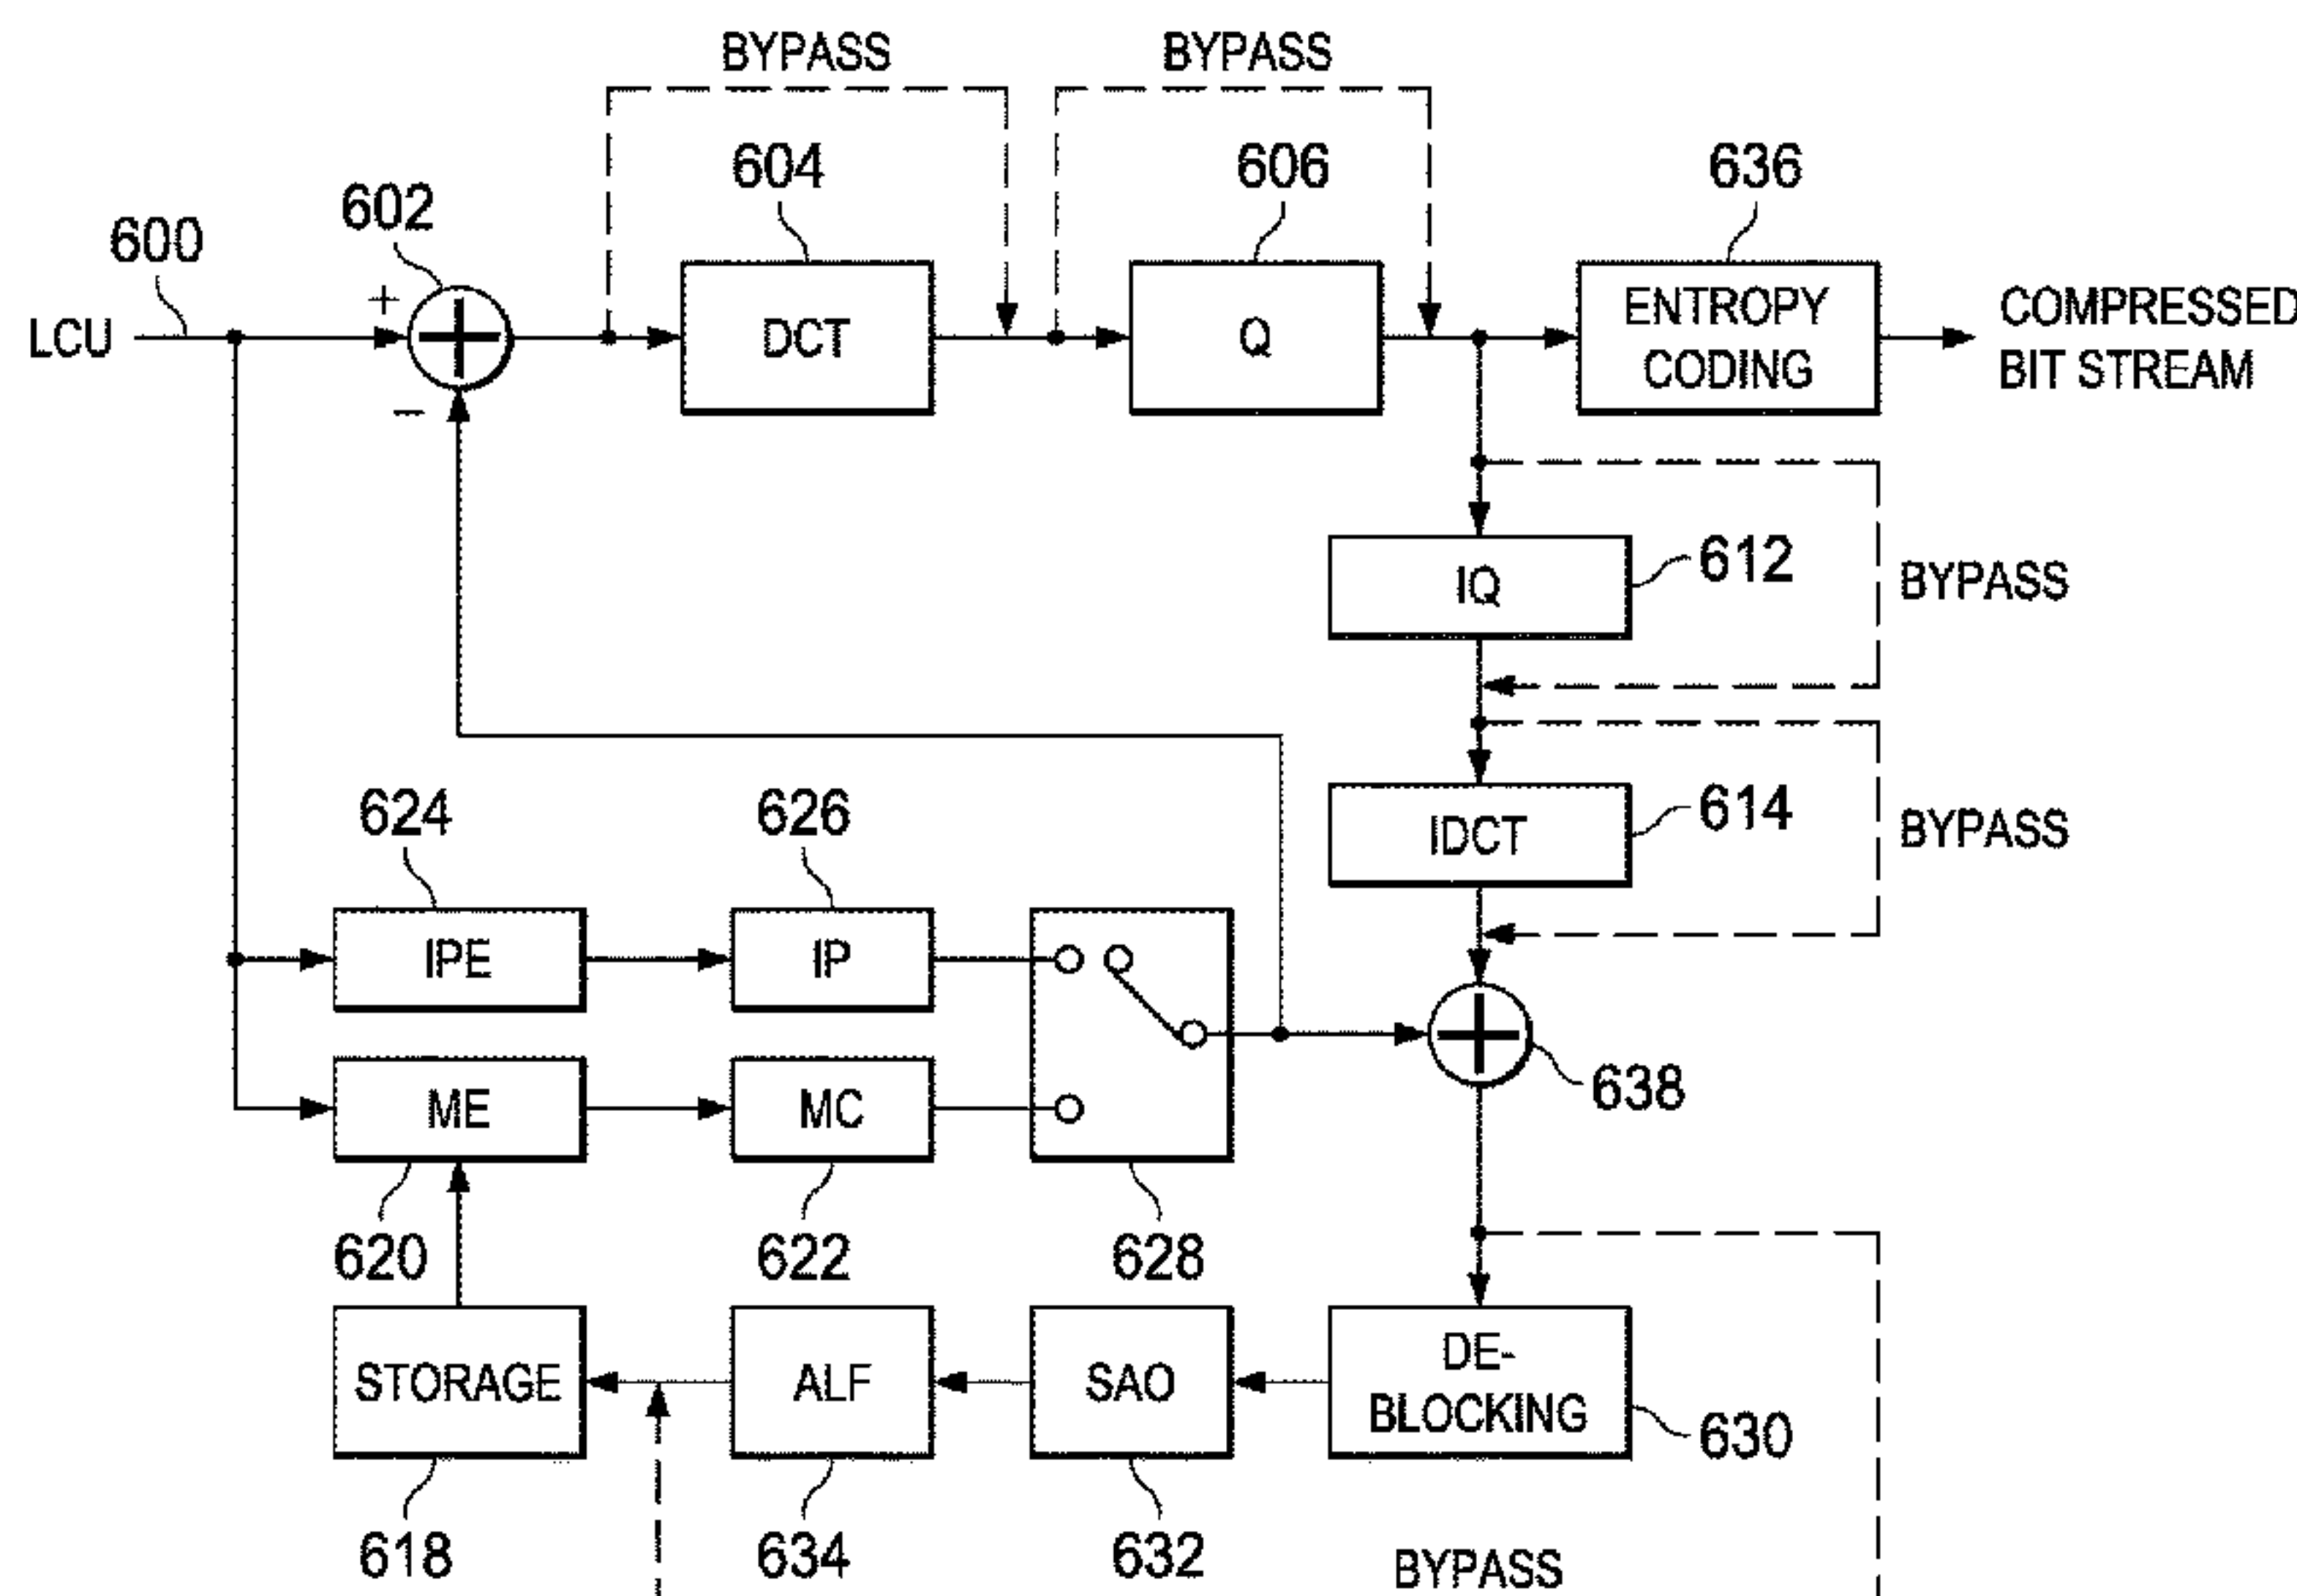 BYPASS
BYPASS
604
606
636
602
600
+
LCU
DCT
Q
ENTROPY
CODING
COMPRESSED
BIT STREAM
−
IQ
612
BYPASS
624
626
IDCT
614
BYPASS
IPE
IP
ME
MC
638
620
622
628
STORAGE
ALF
SAO
DE-
BLOCKING
630
618
634
632
BYPASS